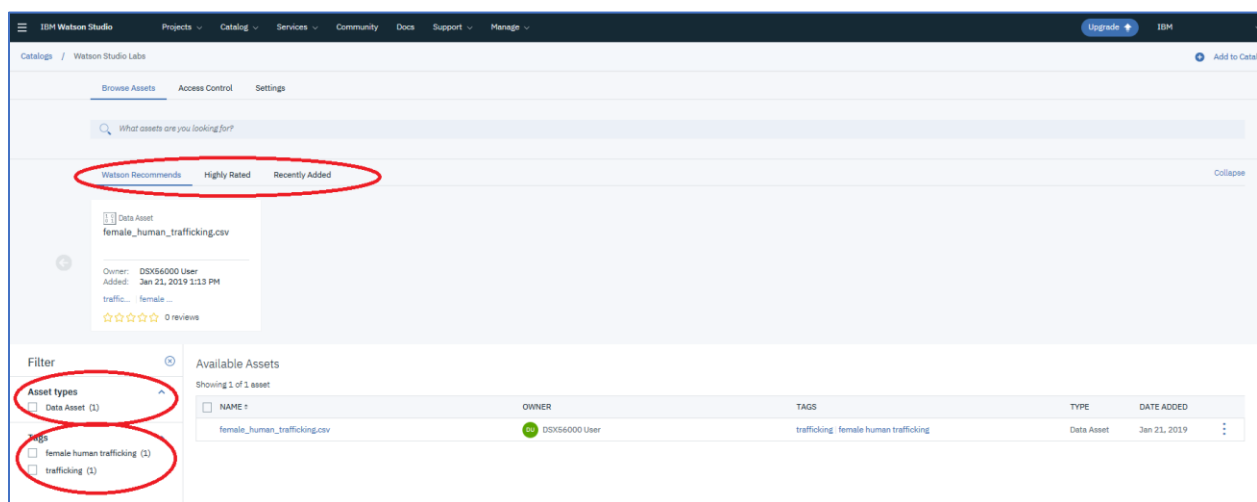 IBM Watson Studio Projects Catalog Services Community Docs Support Manage Upgrade IBM
Catalogs / Watson Studio Labs Add to Catal
Browse Assets Access Control Settings
What assets are you looking for?
Watson Recommends Highly Rated Recently Added Collapse
Data Asset
female_human_trafficking.csv
Owner: DSX56000 User
Added: Jan 21, 2019 1:13 PM
traffic... female ...
0 reviews
Filter
Asset types
Data Asset (1)
Tags
female human trafficking (1)
trafficking (1)
Available Assets
Showing 1 of 1 asset
NAME OWNER TAGS TYPE DATE ADDED
female_human_trafficking.csv DU DSX56000 User trafficking female human trafficking Data Asset Jan 21, 2019